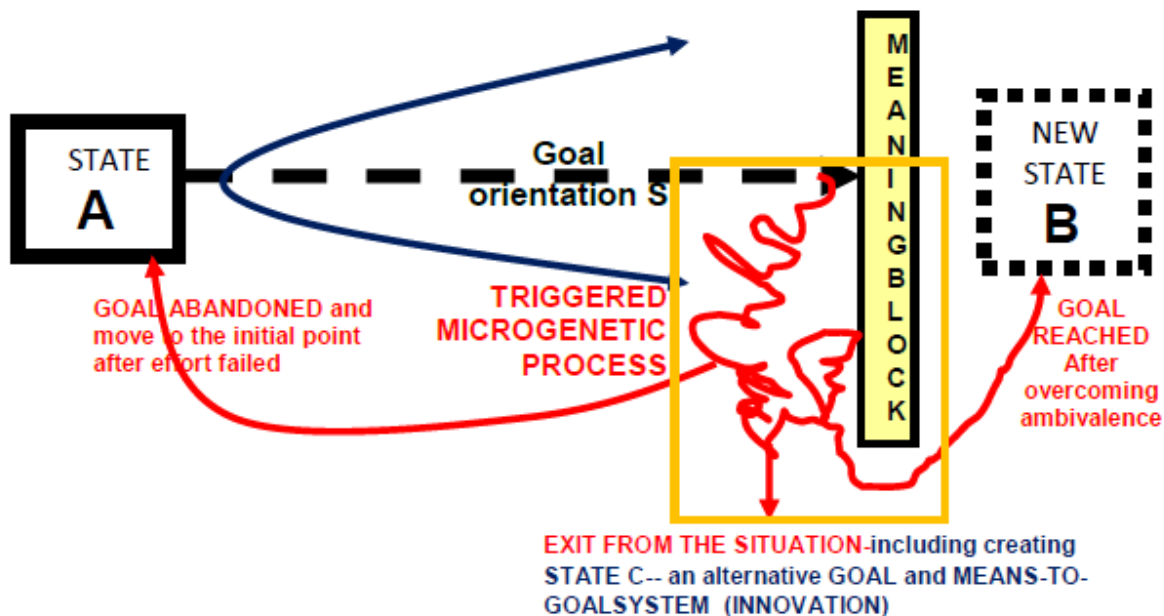 STATE
A
Goal
orientation S
MEANINGBLOCK
NEW
STATE
B
GOAL ABANDONED and
move to the initial point
after effort failed
TRIGGERED
MICROGENETIC
PROCESS
GOAL
REACHED
After
overcoming
ambivalence
EXIT FROM THE SITUATION-including creating
STATE C-- an alternative GOAL and MEANS-TO-
GOALSYSTEM (INNOVATION)